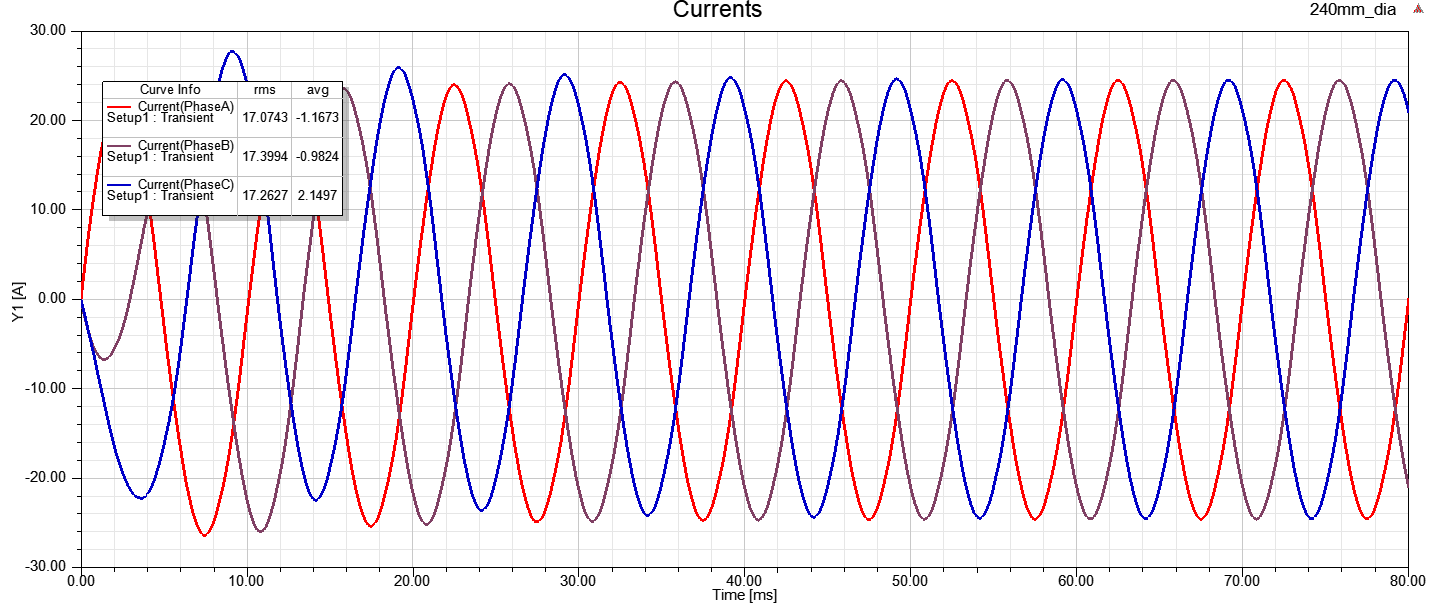 Currents
240mm_dia
Curve Info rms avg
Current(PhaseA)
Setup1 : Transient 17.0743 -1.1673
Current(PhaseB)
Setup1 : Transient 17.3994 -0.9824
Current(PhaseC)
Setup1 : Transient 17.2627 2.1497
30.00
20.00
10.00
0.00
-10.00
-20.00
-30.00
Y1 [A]
0.00 10.00 20.00 30.00 40.00 50.00 60.00 70.00 80.00
Time [ms]